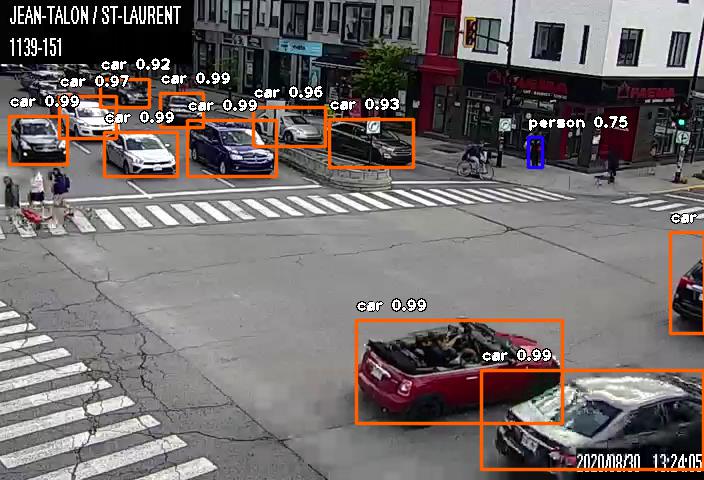 JEAN-TALON / ST-LAURENT
1139-151
car 0.92
car 0.97
car 0.99
car 0.99
car 0.99
car 0.96
car 0.99
car 0.93
person 0.75
FAEMA
FAEMA
car
car 0.99
car 0.99
2020/08/30 13:24:05